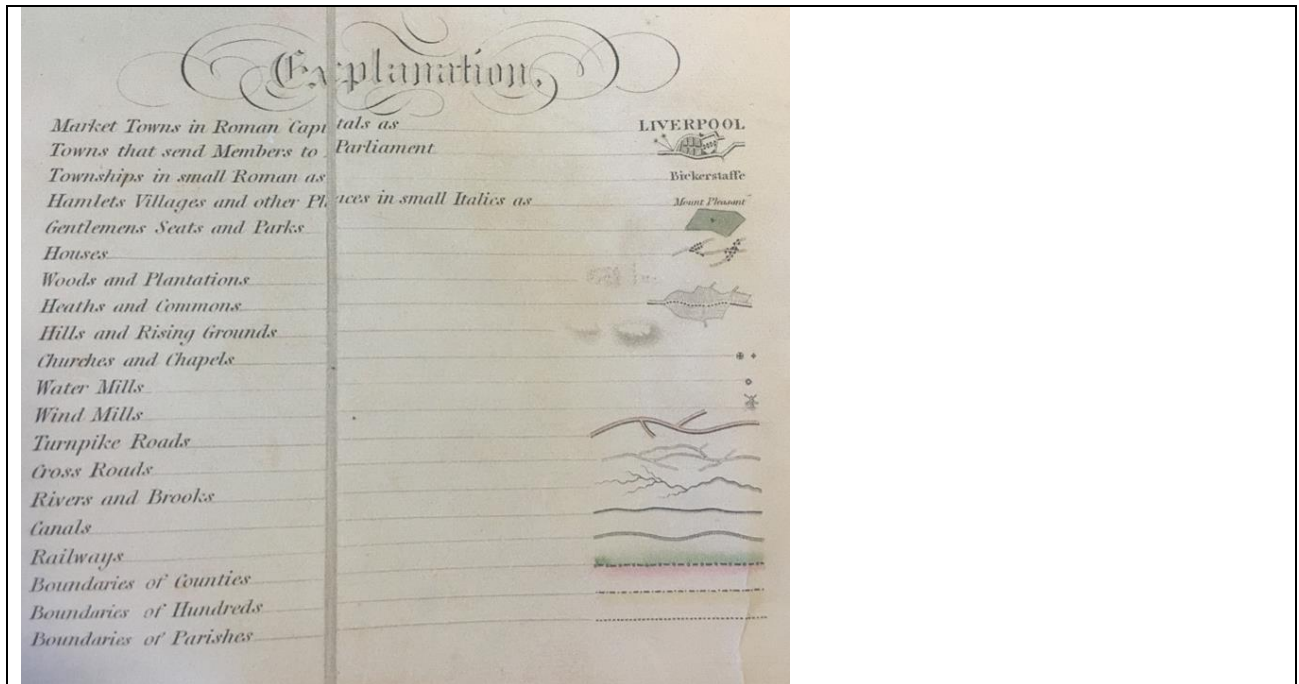 Explanation.
Market Towns in Roman Capitals as LIVERPOOL
Towns that send Members to Parliament
Townships in small Roman as Bickerstaffe
Hamlets Villages and other Places in small Italics as Mount Pleasant
Gentlemens Seats and Parks
Houses
Woods and Plantations
Heaths and Commons
Hills and Rising Grounds
Churches and Chapels
Water Mills
Wind Mills
Turnpike Roads
Cross Roads
Rivers and Brooks
Canals
Railways
Boundaries of Counties
Boundaries of Hundreds
Boundaries of Parishes